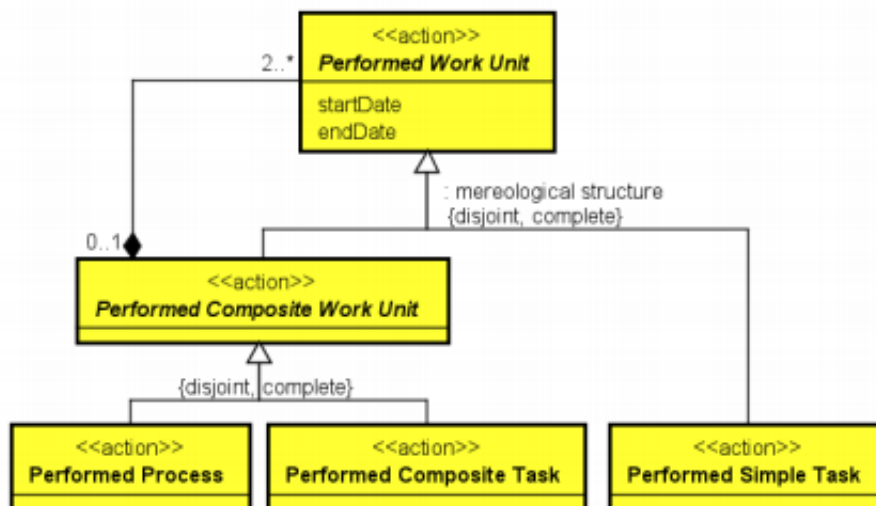 <<action>>
Performed Work Unit
2..*
startDate
endDate
: mereological structure
{disjoint, complete}
0..1
<<action>>
Performed Composite Work Unit
{disjoint, complete}
<<action>>
Performed Process
<<action>>
Performed Composite Task
<<action>>
Performed Simple Task